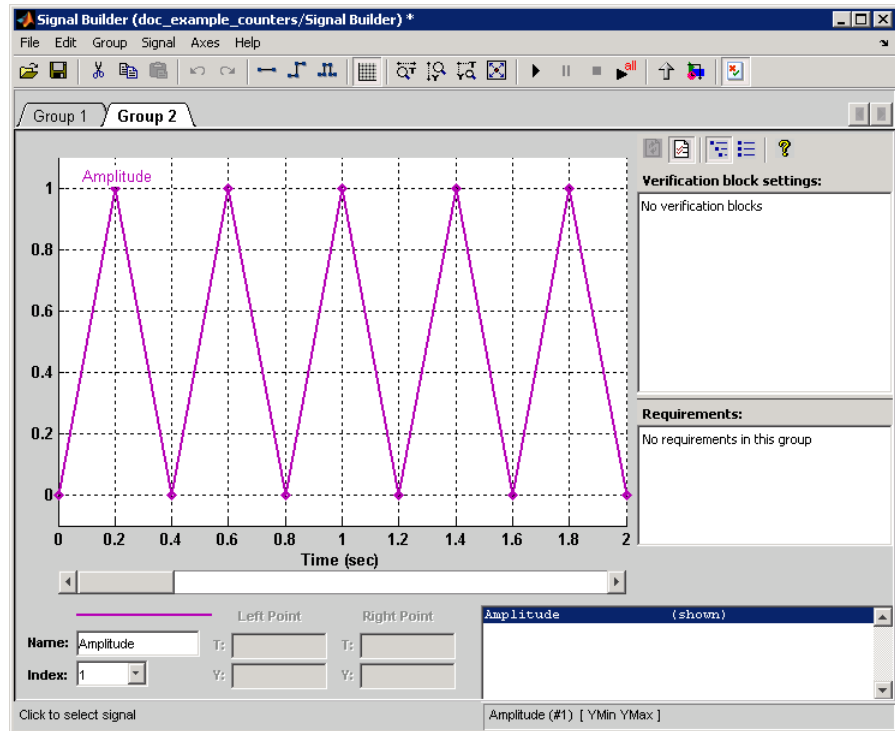 Signal Builder (doc_example_counters/Signal Builder) *
File Edit Group Signal Axes Help
all
Group 1 Group 2
Amplitude
1
0.8
0.6
0.4
0.2
0
0 0.2 0.4 0.6 0.8 1 1.2 1.4 1.6 1.8 2
Time (sec)
Verification block settings:
No verification blocks
Requirements:
No requirements in this group
Left Point Right Point
Name: Amplitude T: T:
Index: 1 Y: Y:
Amplitude (shown)
Click to select signal
Amplitude (#1) [ YMin YMax ]